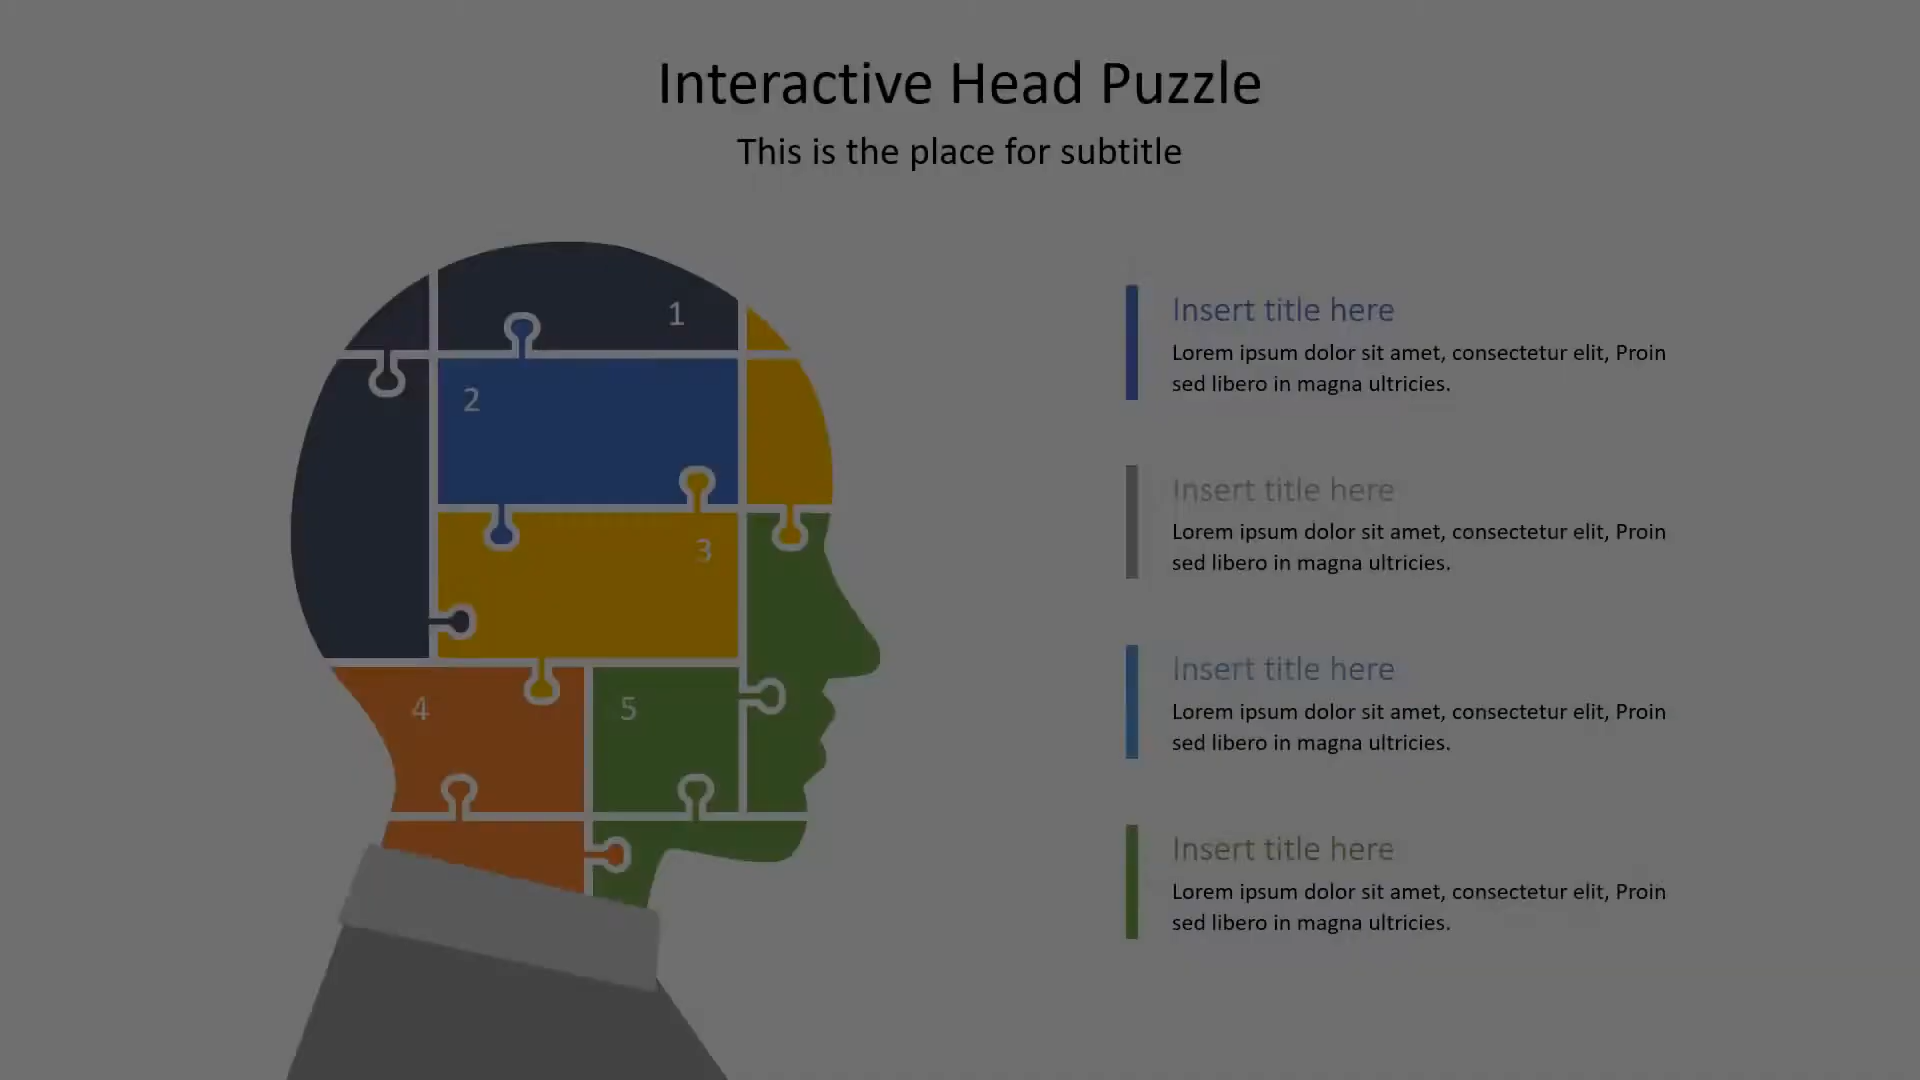 Interactive Head Puzzle
This is the place for subtitle
1
2
3
4
5
Insert title here
Lorem ipsum dolor sit amet, consectetur elit, Proin
sed libero in magna ultricies.
Insert title here
Lorem ipsum dolor sit amet, consectetur elit, Proin
sed libero in magna ultricies.
Insert title here
Lorem ipsum dolor sit amet, consectetur elit, Proin
sed libero in magna ultricies.
Insert title here
Lorem ipsum dolor sit amet, consectetur elit, Proin
sed libero in magna ultricies.